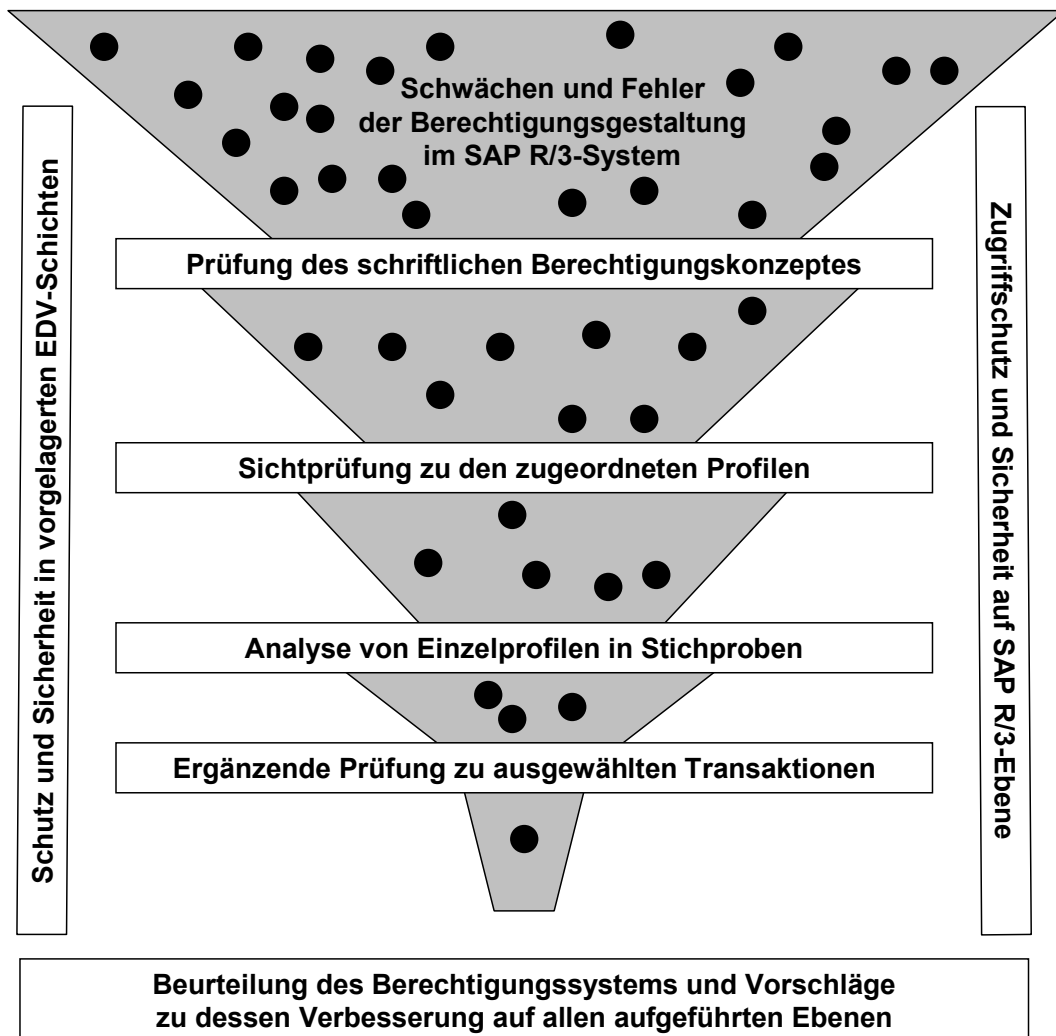 Schwächen und Fehler
der Berechtigungsgestaltung
im SAP R/3-System
Schutz und Sicherheit in vorgelagerten EDV-Schichten
Zugriffschutz und Sicherheit auf SAP R/3-Ebene
Prüfung des schriftlichen Berechtigungskonzeptes
Sichtprüfung zu den zugeordneten Profilen
Analyse von Einzelprofilen in Stichproben
Ergänzende Prüfung zu ausgewählten Transaktionen
Beurteilung des Berechtigungssystems und Vorschläge
zu dessen Verbesserung auf allen aufgeführten Ebenen